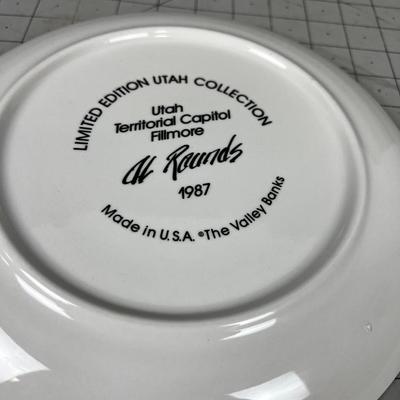 LIMITED EDITION UTAH COLLECTION
Utah
Territorial Capitol
Fillmore
Al Rounds
1987
Made in U.S.A. ©The Valley Banks